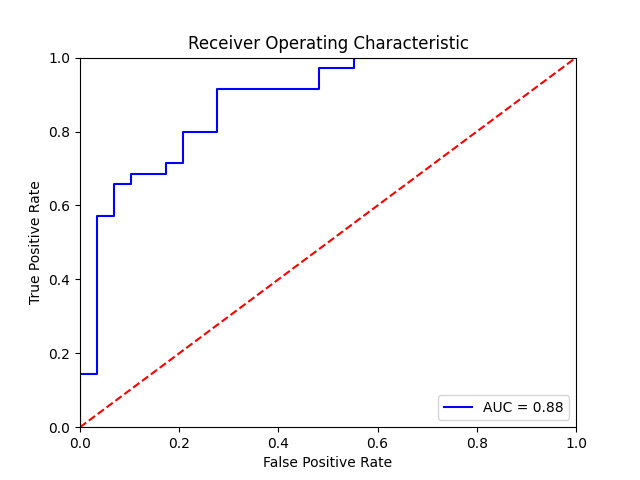 Receiver Operating Characteristic
1.0
0.8
0.6
0.4
0.2
0.0
True Positive Rate
AUC = 0.88
0.0 0.2 0.4 0.6 0.8 1.0
False Positive Rate